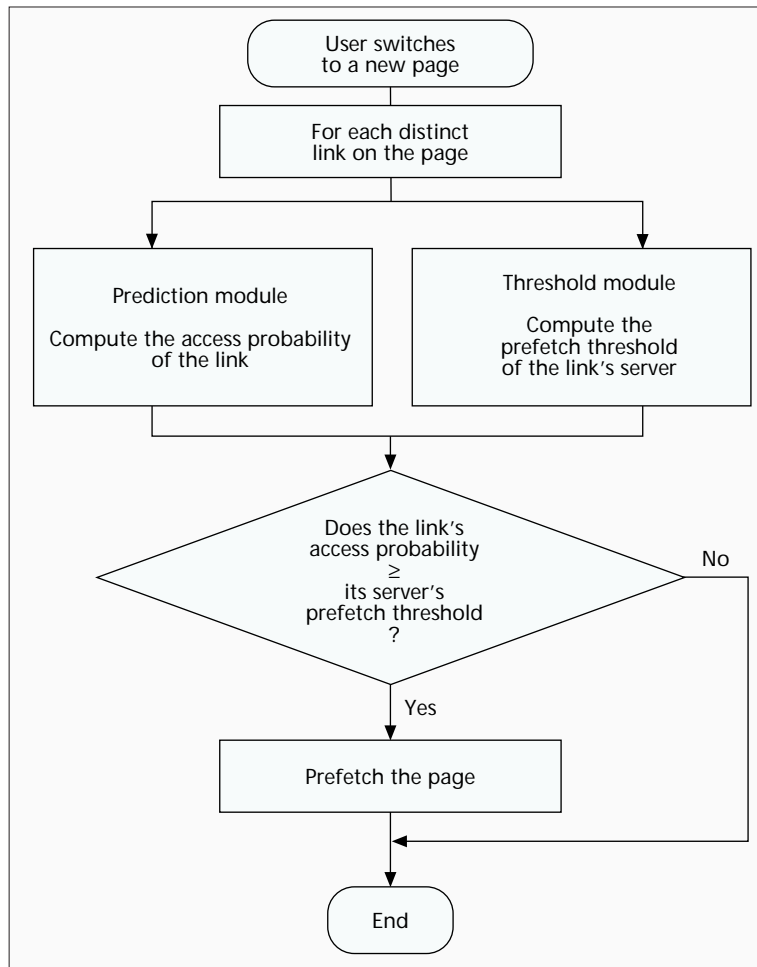 User switches
to a new page
For each distinct
link on the page
Prediction module
Compute the access probability
of the link
Threshold module
Compute the
prefetch threshold
of the link's server
Does the link's
access probability
≥
its server's
prefetch threshold
?
No
Yes
Prefetch the page
End